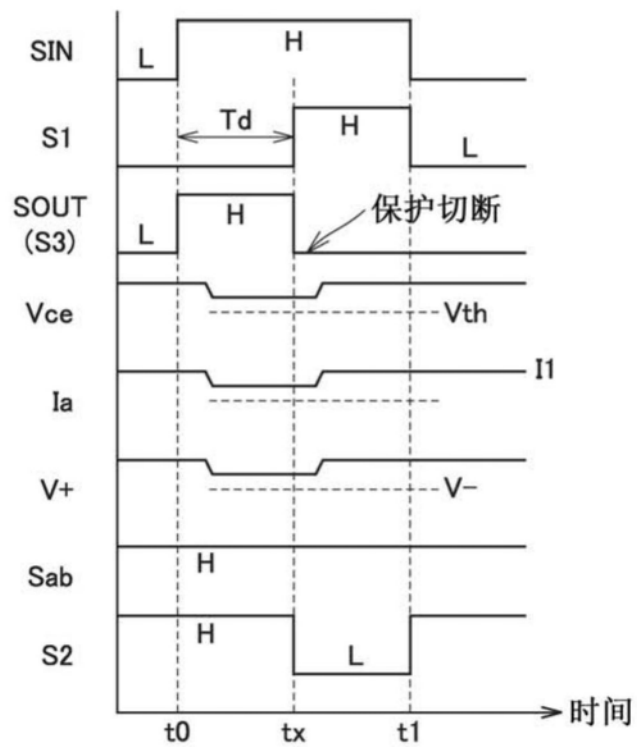 SIN L H
S1 Td H L
SOUT
(S3) L H 保护切断
Vce Vth
Ia I1
V+ V-
Sab H
S2 H L
t0 tx t1 时间